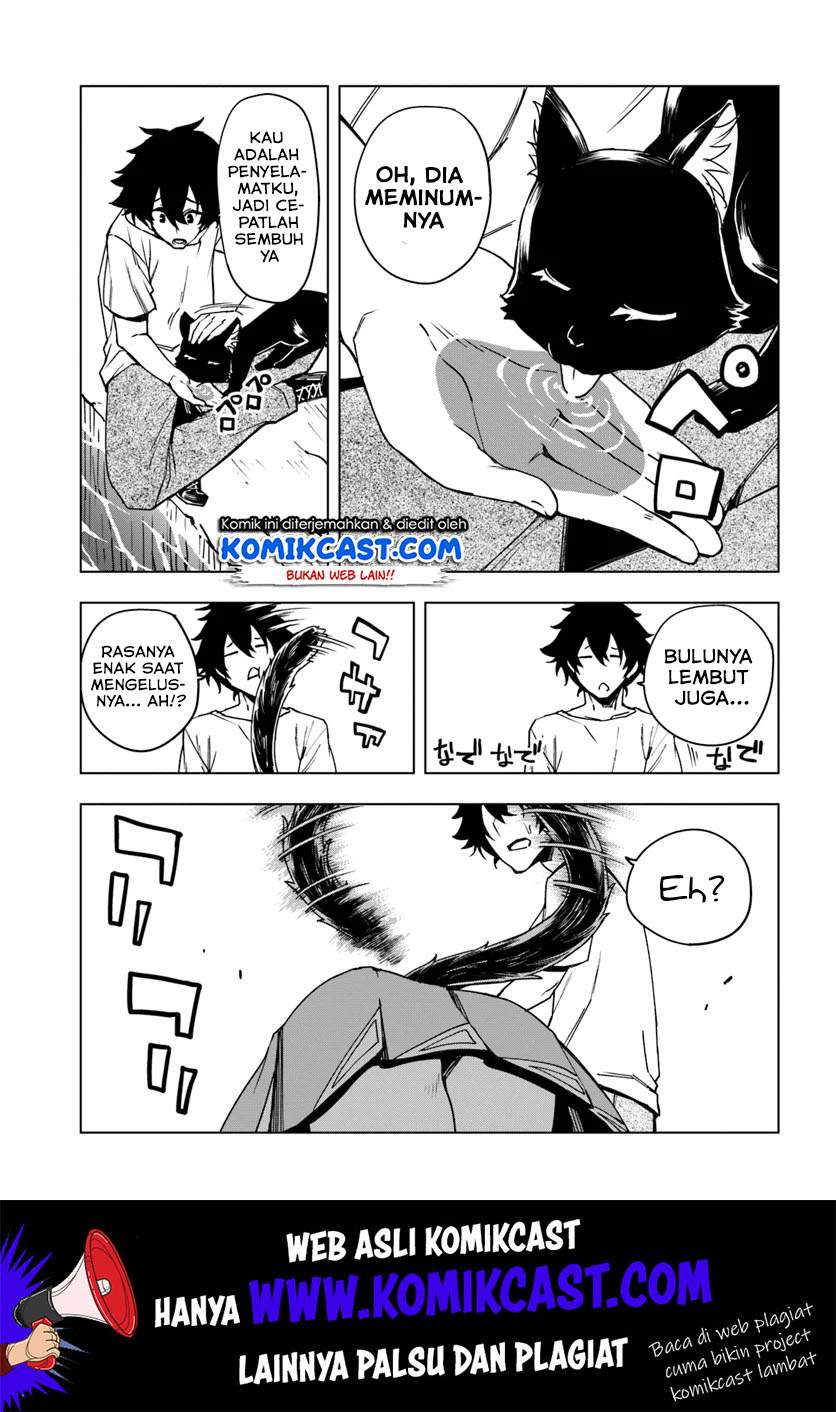 OH, DIA
MEMINUM-
NYA
ペロ
KAU
ADALAH
PENYELA-
MATKU,
JADI CE-
PATLAH
SEMBUH
YA
ペロペロ
Komik ini diterjemahkan & diedit oleh
KOMIKCAST.COM
BUKAN WEB LAIN!!
BULUNYA
LEMBUT
JUGA...
なで なで なで
RASANYA
ENAK SAAT
MENGELUS-
NYA... AH!?
Eh?
WEB ASLI KOMIKCAST
HANYA WWW.KOMIKCAST.COM
LAINNYA PALSU DAN PLAGIAT
Baca di web plagiat
cuma bikin project
komikcast lambat